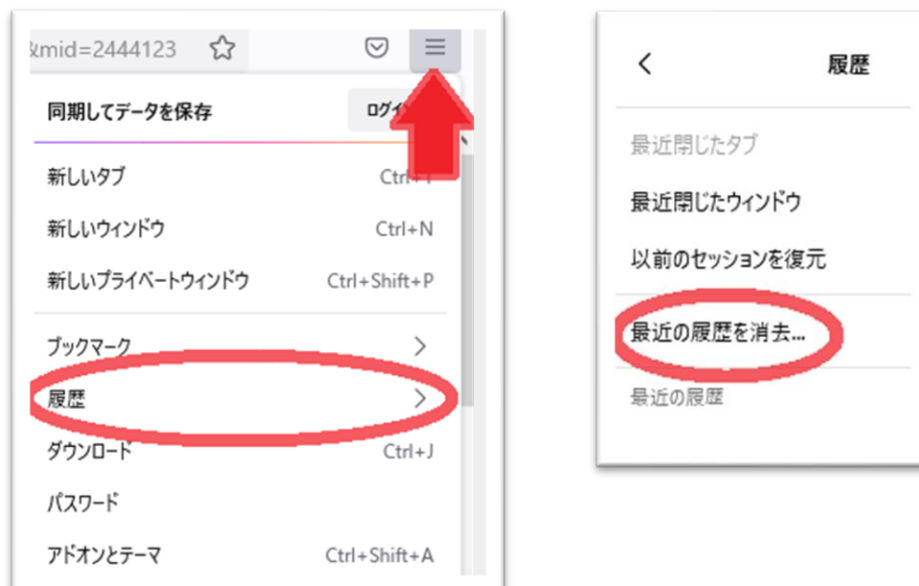 &mid=2444123
同期してデータを保存
新しいタブ
新しいウィンドウ Ctrl+N
新しいプライベートウィンドウ Ctrl+Shift+P
ブックマーク
履歴
ダウンロード Ctrl+J
パスワード
アドオンとテーマ Ctrl+Shift+A
履歴
最近閉じたタブ
最近閉じたウィンドウ
以前のセッションを復元
最近の履歴を消去...
最近の履歴